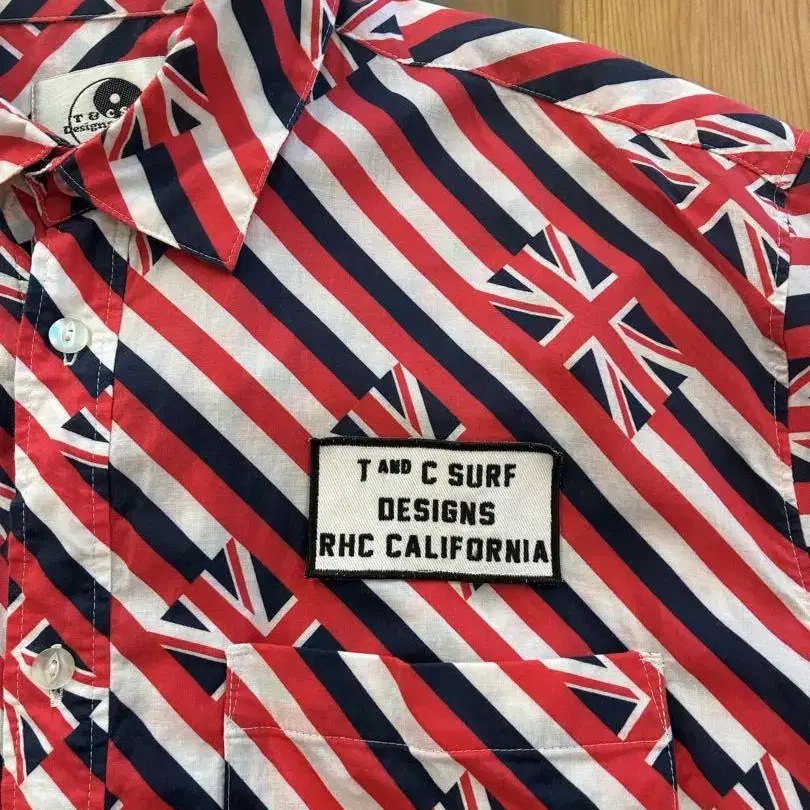 T & C S
Designs
T AND C SURF
DESIGNS
RHC CALIFORNIA